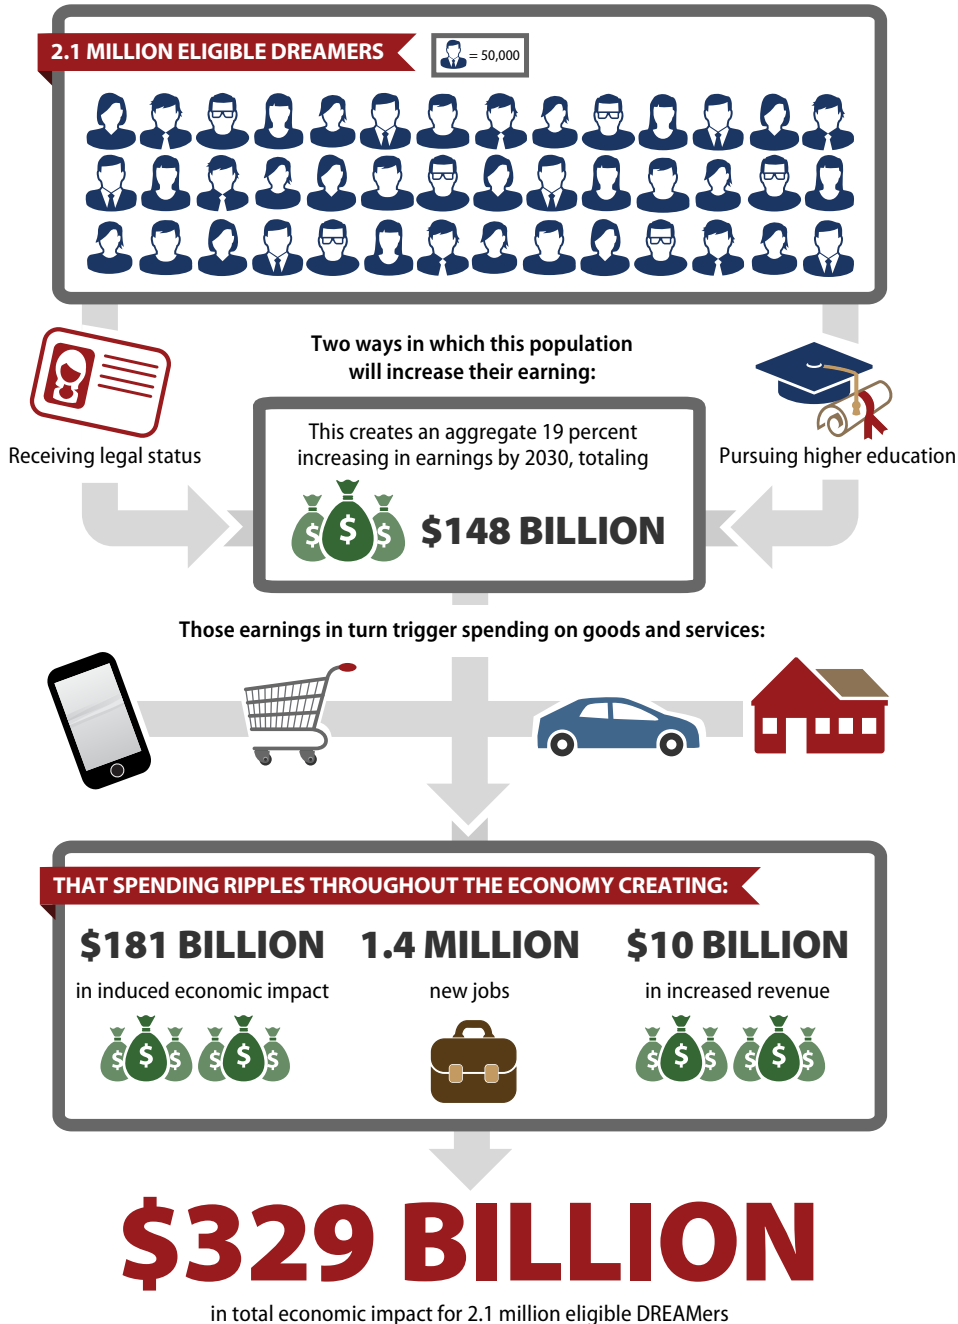 2.1 MILLION ELIGIBLE DREAMERS
= 50,000
Two ways in which this population
will increase their earning:
Receiving legal status
This creates an aggregate 19 percent
increasing in earnings by 2030, totaling
$ $ $
$148 BILLION
Pursuing higher education
Those earnings in turn trigger spending on goods and services:
THAT SPENDING RIPPLES THROUGHOUT THE ECONOMY CREATING:
$181 BILLION
in induced economic impact
$ $ $ $ $ $
1.4 MILLION
new jobs
$10 BILLION
in increased revenue
$ $ $ $ $ $
$329 BILLION
in total economic impact for 2.1 million eligible DREAMers